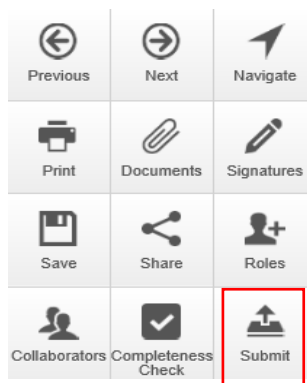 Previous
Next
Navigate
Print
Documents
Signatures
Save
Share
Roles
Collaborators
Completeness
Check
Submit